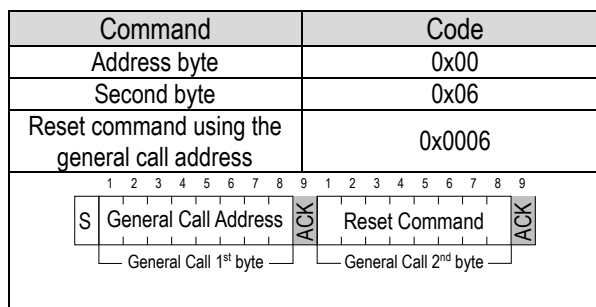 Command Code
Address byte 0x00
Second byte 0x06
Reset command using the
general call address 0x0006
1 2 3 4 5 6 7 8 9 1 2 3 4 5 6 7 8 9
S General Call Address ACK Reset Command ACK
General Call 1st byte General Call 2nd byte